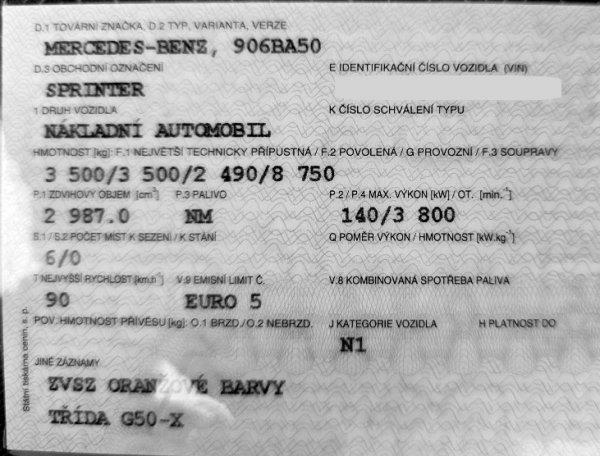 D.1 TOVÁRNÍ ZNAČKA, D.2 TYP, VARIANTA, VERZE
MERCEDES-BENZ, 906BA50
D.3 OBCHODNÍ OZNAČENÍ E IDENTIFIKAČNÍ ČÍSLO VOZIDLA (VIN)
SPRINTER
1 DRUH VOZIDLA K ČÍSLO SCHVÁLENÍ TYPU
NÁKLADNÍ AUTOMOBIL
HMOTNOST [kg]: F.1 NEJVĚTŠÍ TECHNICKY PŘÍPUSTNÁ / F.2 POVOLENÁ / G PROVOZNÍ / F.3 SOUPRAVY
3 500/3 500/2 490/8 750
P.1 ZDVIHOVÝ OBJEM [cm³] P.3 PALIVO P.2 / P.4 MAX. VÝKON [kW] / OT. [min.⁻¹]
2 987.0 NM 140/3 800
S.1 / S.2 POČET MÍST K SEZENÍ / K STÁNÍ Q POMĚR VÝKON / HMOTNOST [kW.kg⁻¹]
6/0
T NEJVYŠŠÍ RYCHLOST [km.h⁻¹] V.9 EMISNÍ LIMIT Č. V.8 KOMBINOVANÁ SPOTŘEBA PALIVA
90 EURO 5
POV. HMOTNOST PŘÍVĚSU [kg]: O.1 BRZD./O.2 NEBRZD. J KATEGORIE VOZIDLA H PLATNOST DO
N1
JINÉ ZÁZNAMY
ZVSZ ORANŽOVÉ BARVY
TŘÍDA G50-X
Státní tiskárna cenin, s. p.